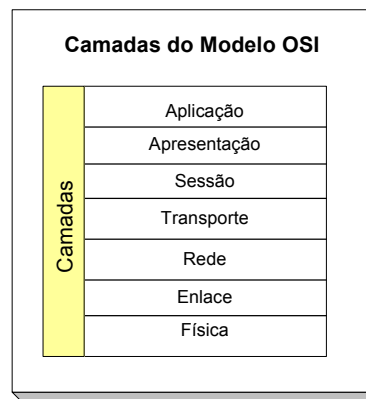 Camadas do Modelo OSI
Camadas
Aplicação
Apresentação
Sessão
Transporte
Rede
Enlace
Física